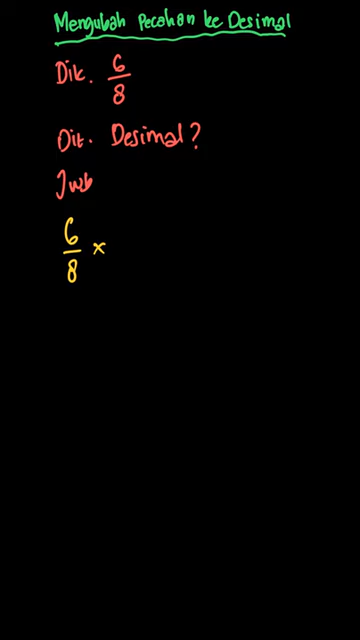 Mengubah Pecahan ke Desimal
Dik. 6/8
Dit. Desimal?
Jwb
6/8 ×